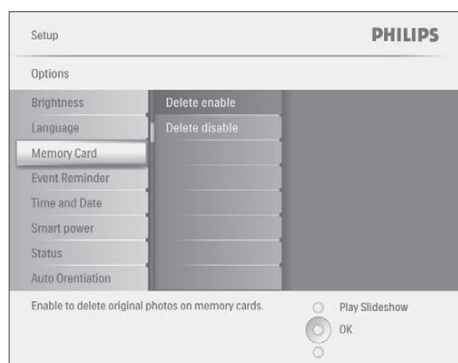 Setup
PHILIPS
Options
Brightness
Delete enable
Language
Delete disable
Memory Card
Event Reminder
Time and Date
Smart power
Status
Auto Orentiation
Enable to delete original photos on memory cards.
Play Slideshow
OK